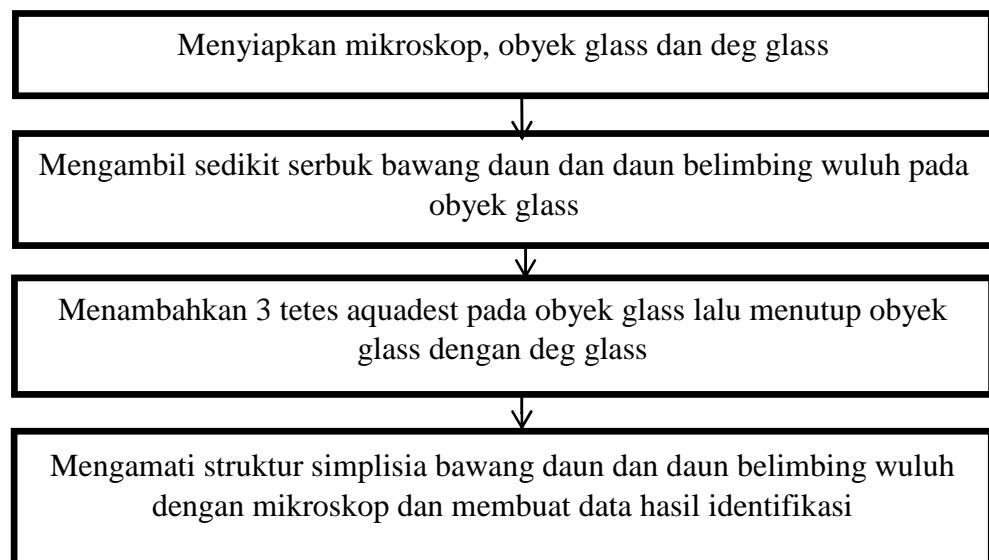 Menyiapkan mikroskop, obyek glass dan deg glass
Mengambil sedikit serbuk bawang daun dan daun belimbing wuluh pada
obyek glass
Menambahkan 3 tetes aquadest pada obyek glass lalu menutup obyek
glass dengan deg glass
Mengamati struktur simplisia bawang daun dan daun belimbing wuluh
dengan mikroskop dan membuat data hasil identifikasi